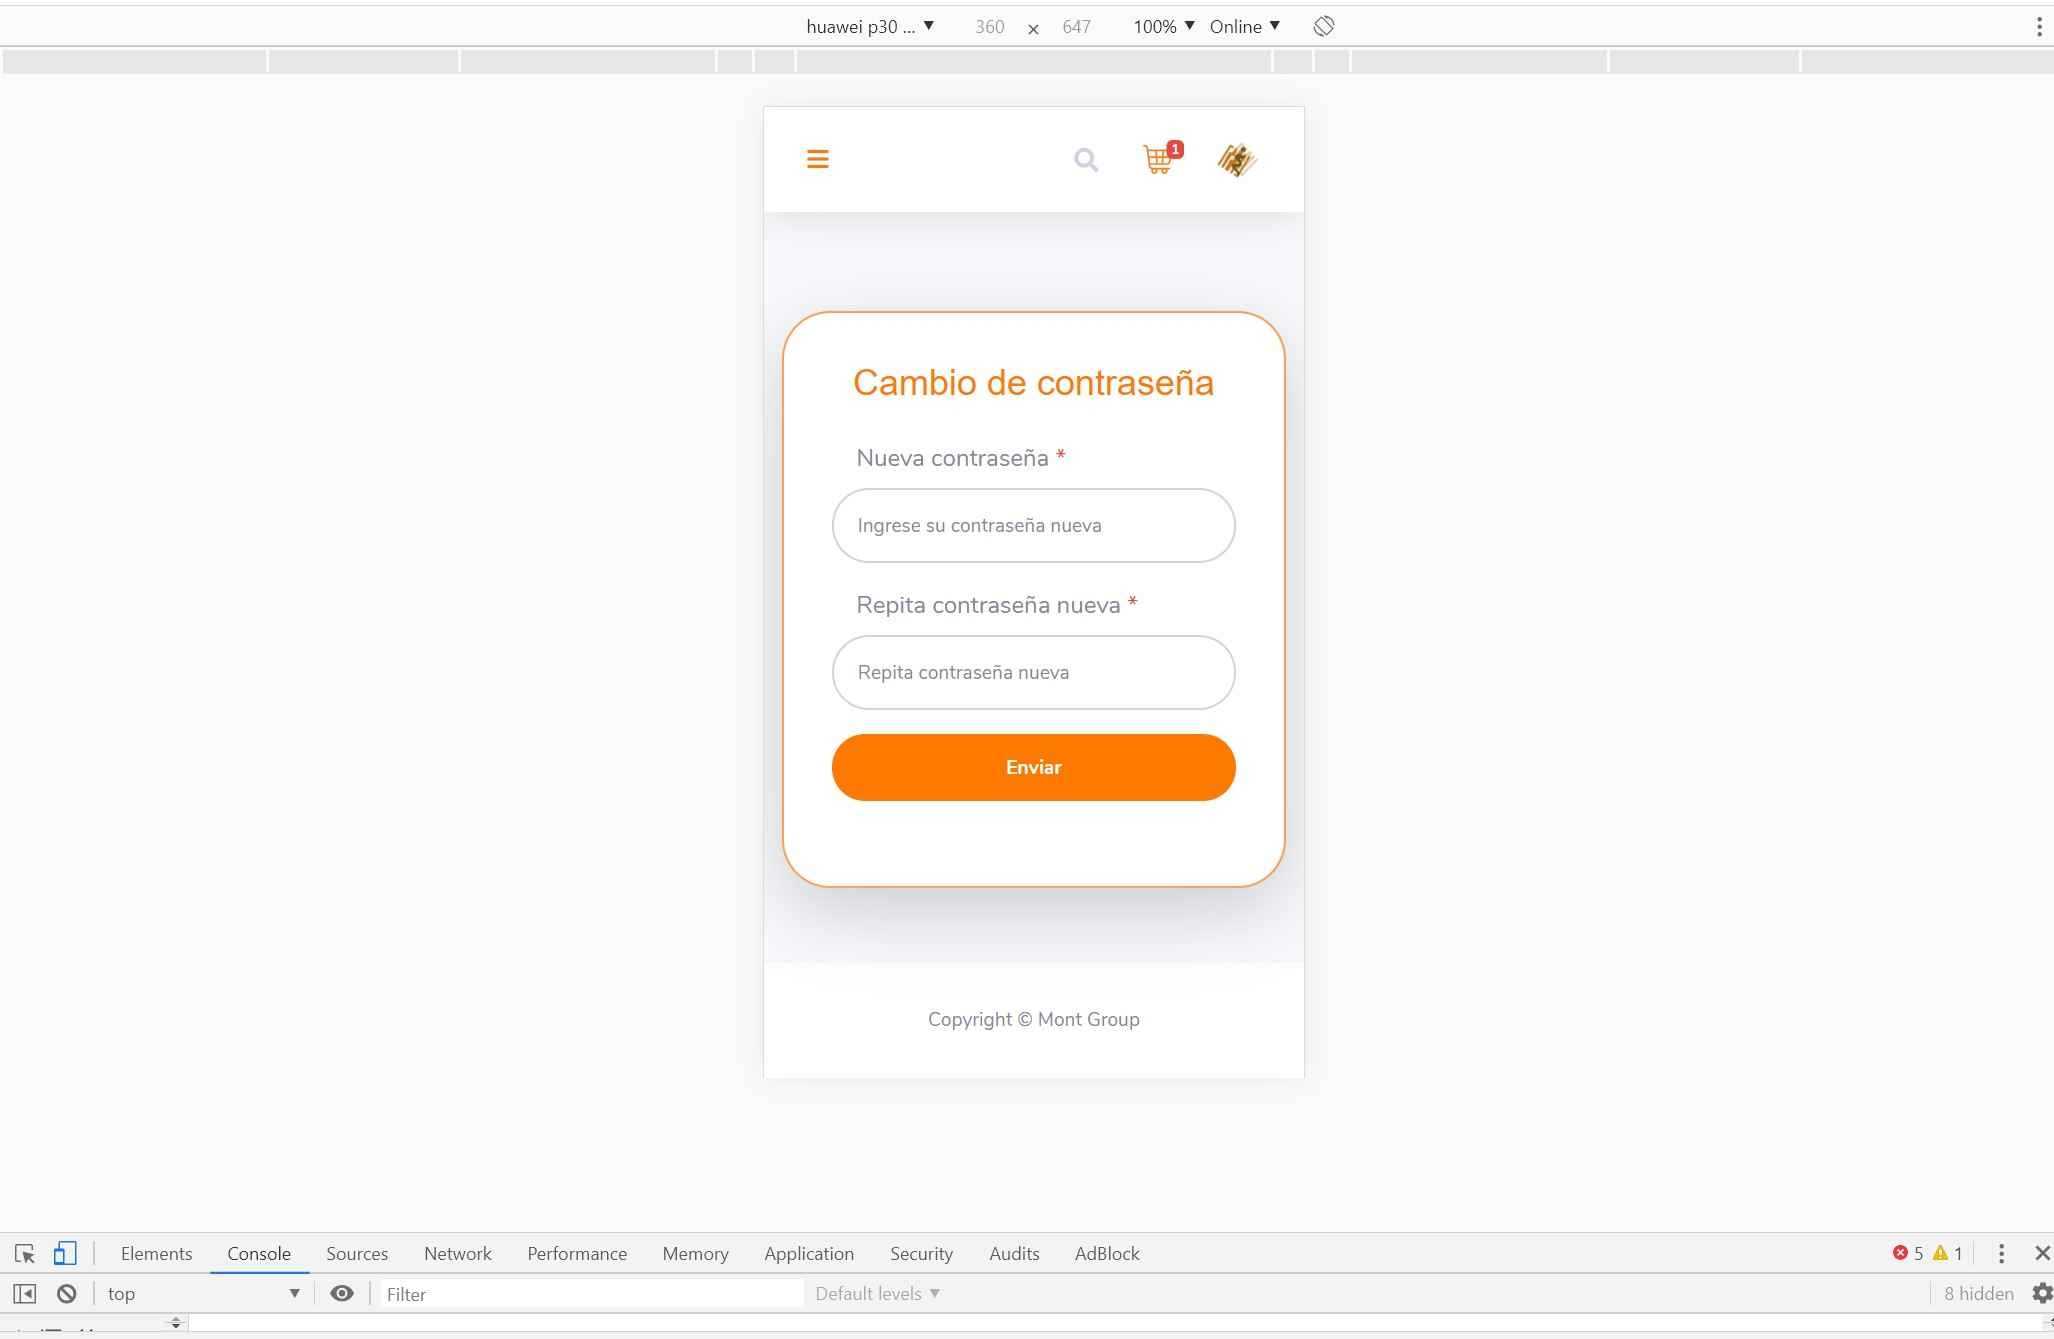 huawei p30 ... 360 × 647 100% Online
1
Cambio de contraseña
Nueva contraseña *
Ingrese su contraseña nueva
Repita contraseña nueva *
Repita contraseña nueva
Enviar
Copyright © Mont Group
Elements Console Sources Network Performance Memory Application Security Audits AdBlock 5 1
top Filter Default levels 8 hidden